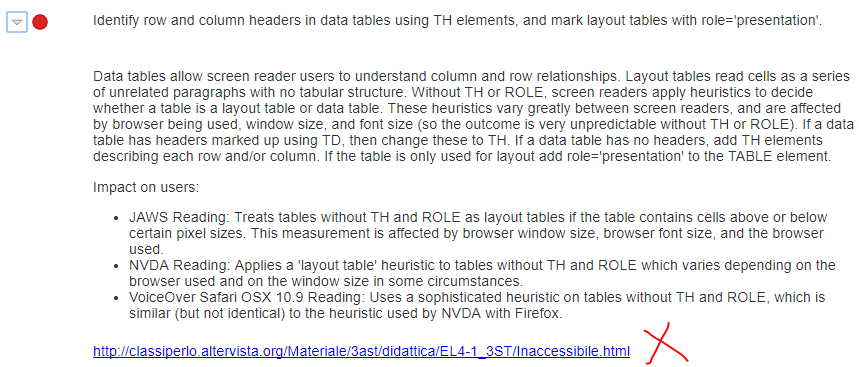 Identify row and column headers in data tables using TH elements, and mark layout tables with role='presentation'.
Data tables allow screen reader users to understand column and row relationships. Layout tables read cells as a series
of unrelated paragraphs with no tabular structure. Without TH or ROLE, screen readers apply heuristics to decide
whether a table is a layout table or data table. These heuristics vary greatly between screen readers, and are affected
by browser being used, window size, and font size (so the outcome is very unpredictable without TH or ROLE). If a data
table has headers marked up using TD, then change these to TH. If a data table has no headers, add TH elements
describing each row and/or column. If the table is only used for layout add role='presentation' to the TABLE element.
Impact on users:
• JAWS Reading: Treats tables without TH and ROLE as layout tables if the table contains cells above or below
certain pixel sizes. This measurement is affected by browser window size, browser font size, and the browser
used.
• NVDA Reading: Applies a 'layout table' heuristic to tables without TH and ROLE which varies depending on the
browser used and on the window size in some circumstances.
• VoiceOver Safari OSX 10.9 Reading: Uses a sophisticated heuristic on tables without TH and ROLE, which is
similar (but not identical) to the heuristic used by NVDA with Firefox.
http://classiperlo.altervista.org/Materiale/3ast/didattica/EL4-1_3ST/Inaccessibile.html